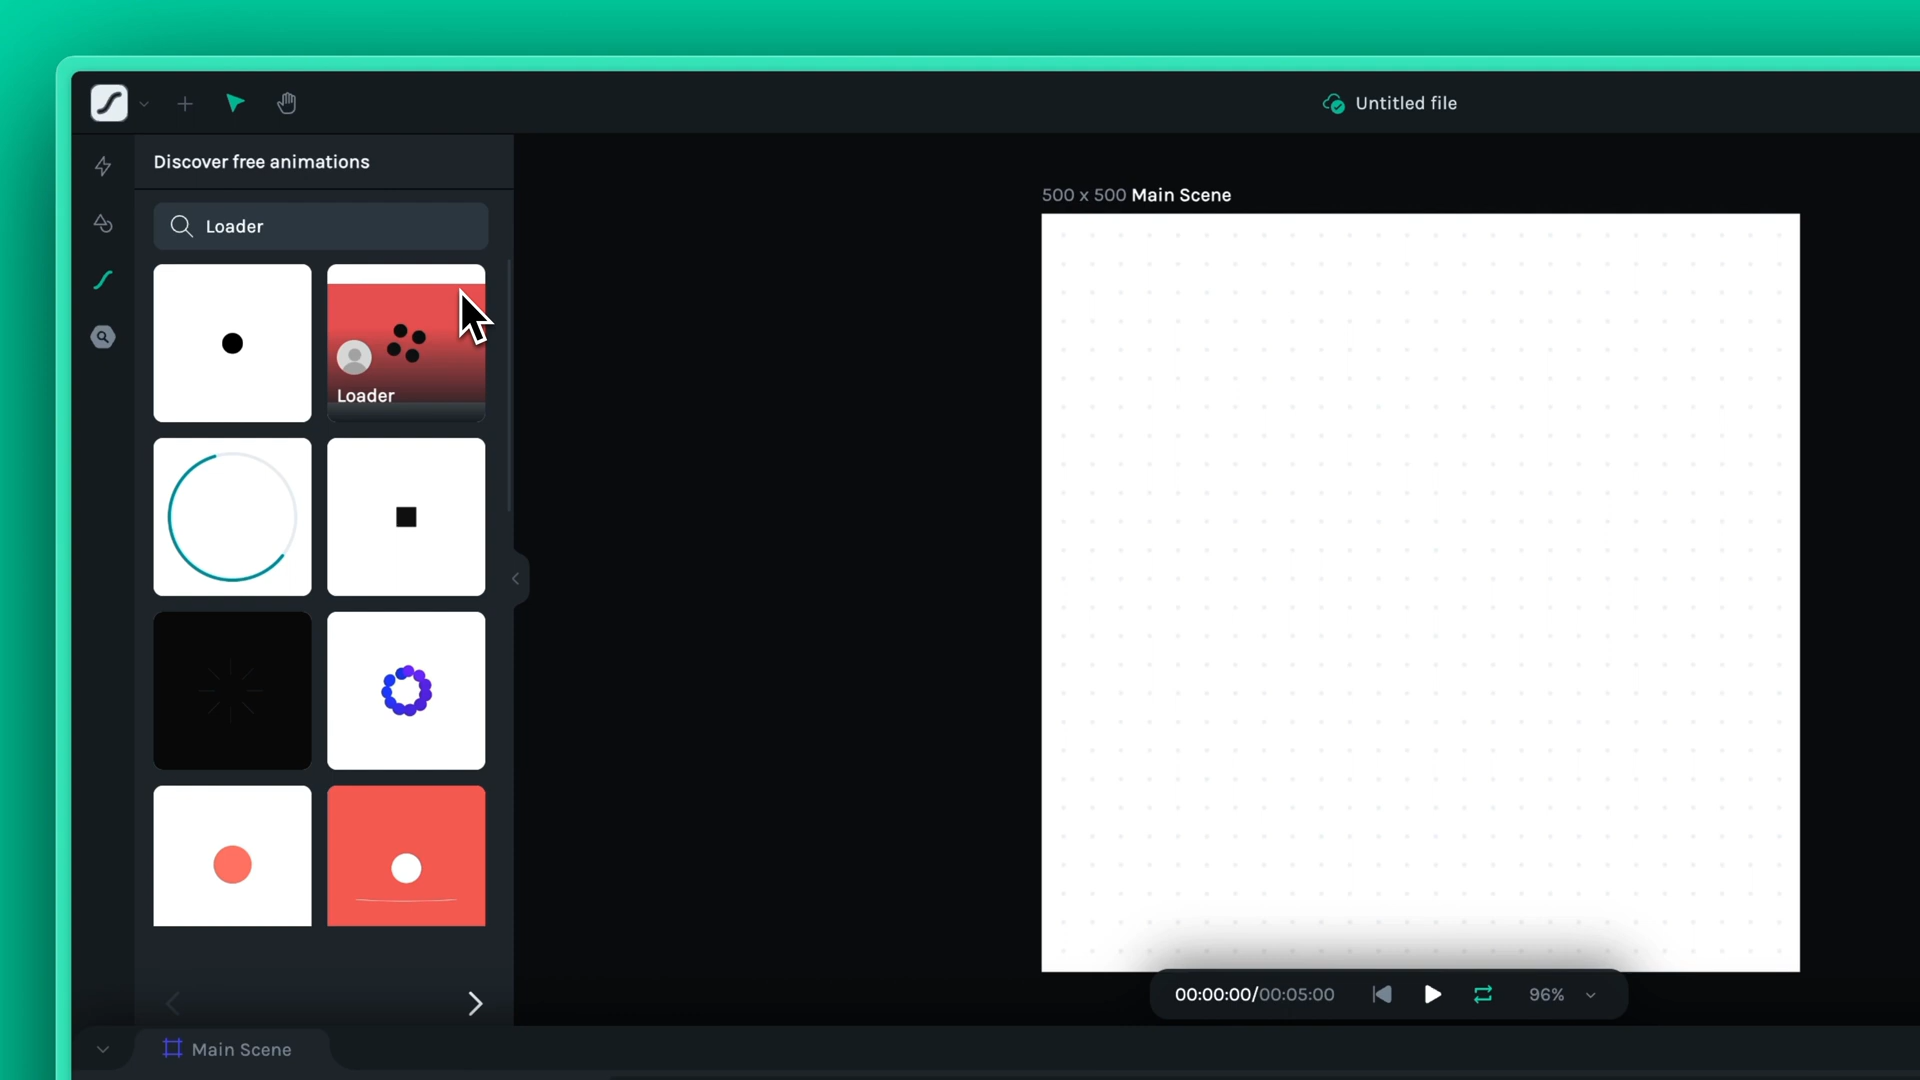 Untitled file
Discover free animations
Loader
500 x 500 Main Scene
Loader
00:00:00/00:05:00
96%
Main Scene